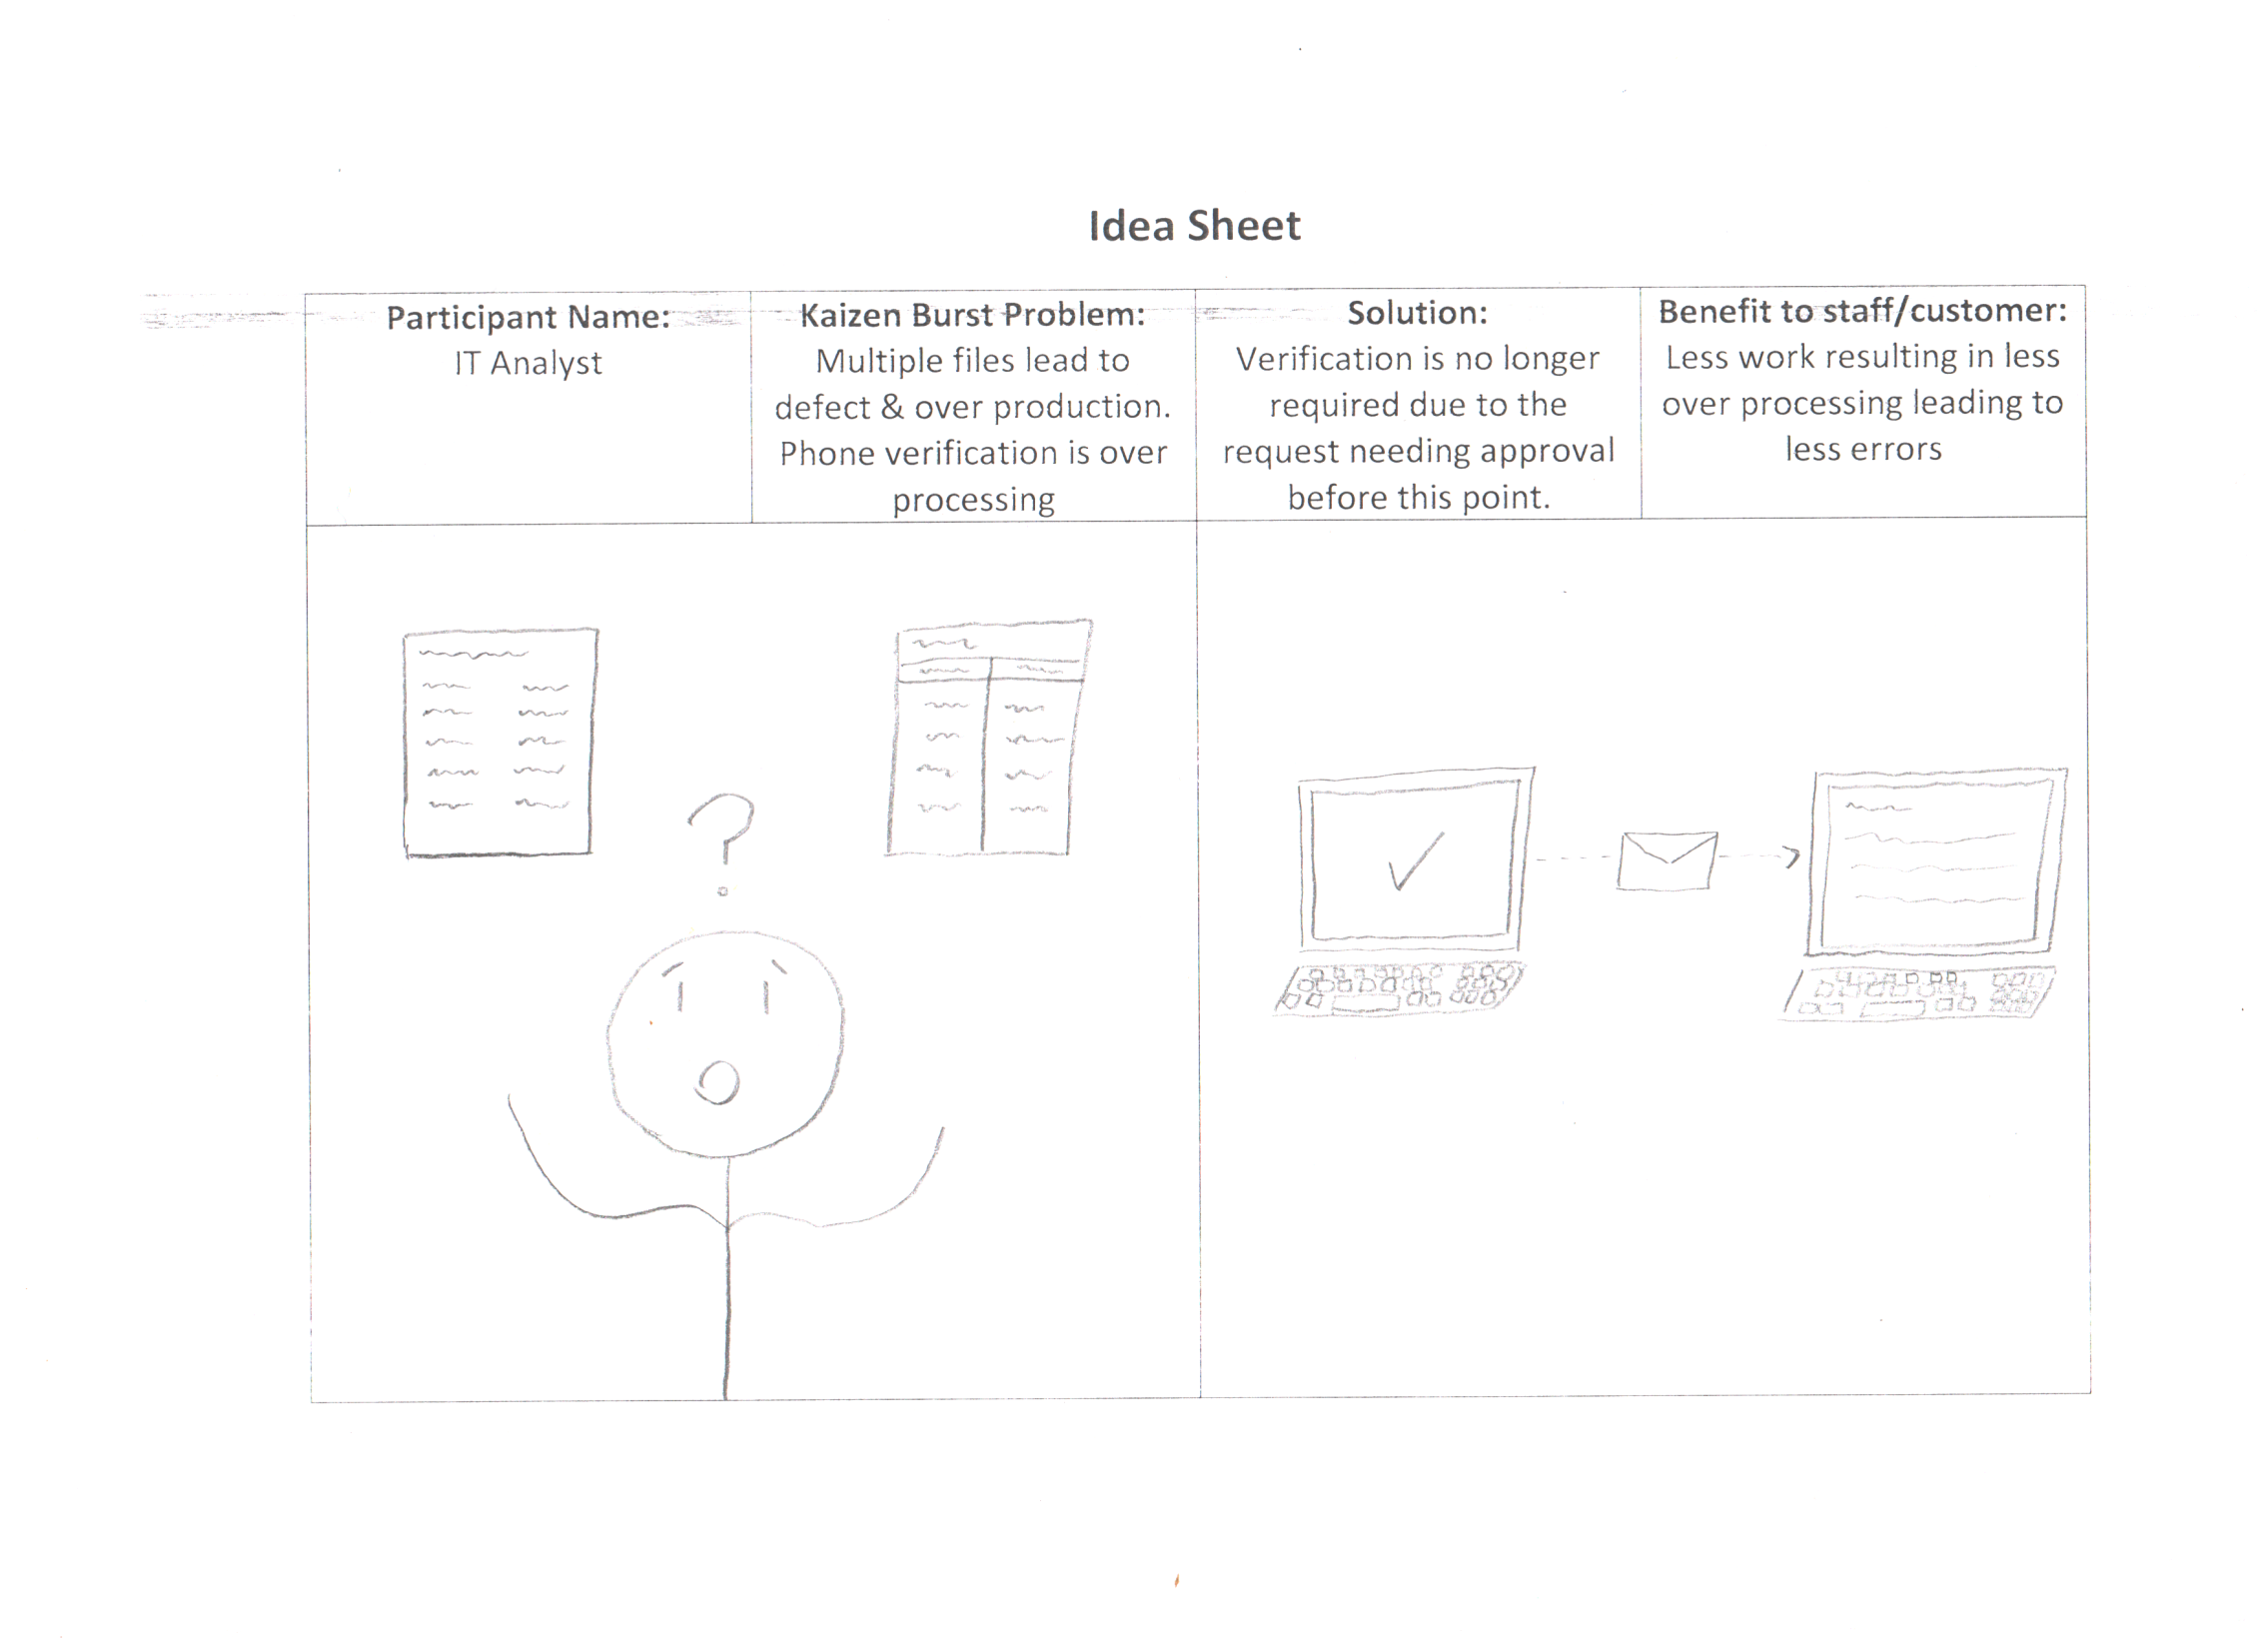 Idea Sheet
Participant Name:
IT Analyst
Kaizen Burst Problem:
Multiple files lead to
defect & over production.
Phone verification is over
processing
Solution:
Verification is no longer
required due to the
request needing approval
before this point.
Benefit to staff/customer:
Less work resulting in less
over processing leading to
less errors